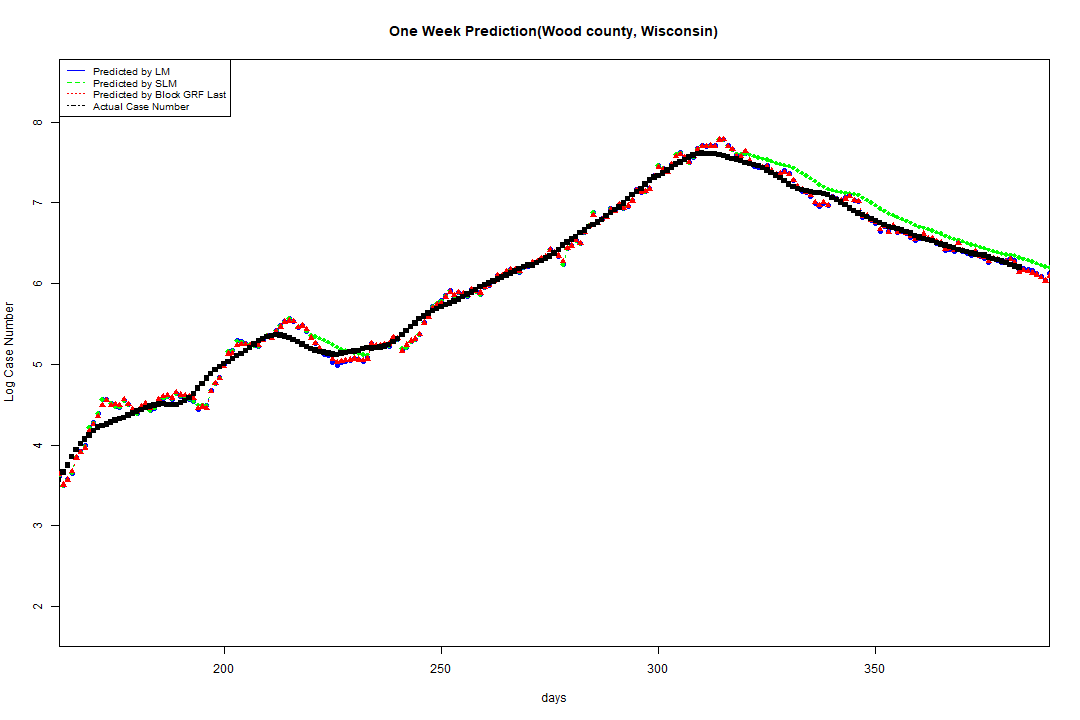 One Week Prediction(Wood county, Wisconsin)
Predicted by LM
Predicted by SLM
Predicted by Block GRF Last
Actual Case Number
8
7
6
5
4
3
2
Log Case Number
200 250 300 350
days